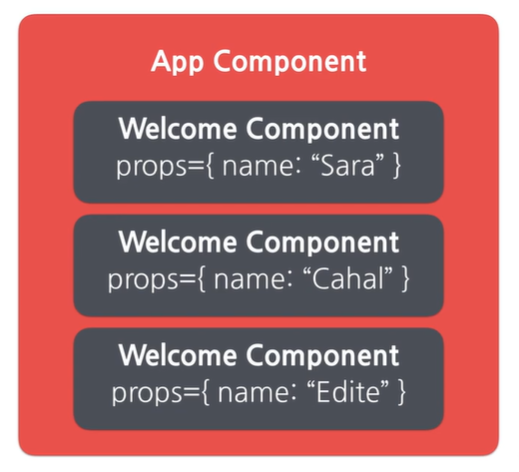 App Component
Welcome Component
props={ name: “Sara” }
Welcome Component
props={ name: “Cahal” }
Welcome Component
props={ name: “Edite” }